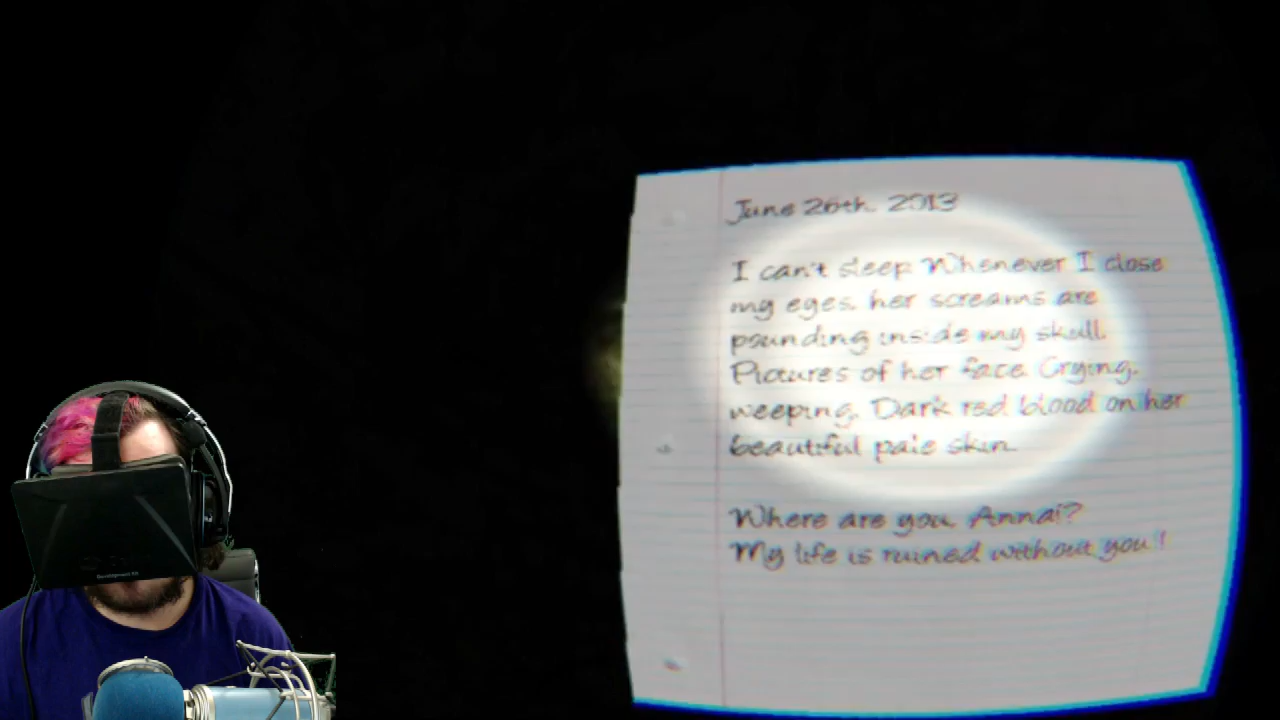 June 26th. 2013
I can't sleep. Whenever I close
my eyes, her screams are
pounding inside my skull.
Pictures of her face. Crying,
weeping. Dark red blood on her
beautiful pale skin.
Where are you, Anna!?
My life is ruined without you!